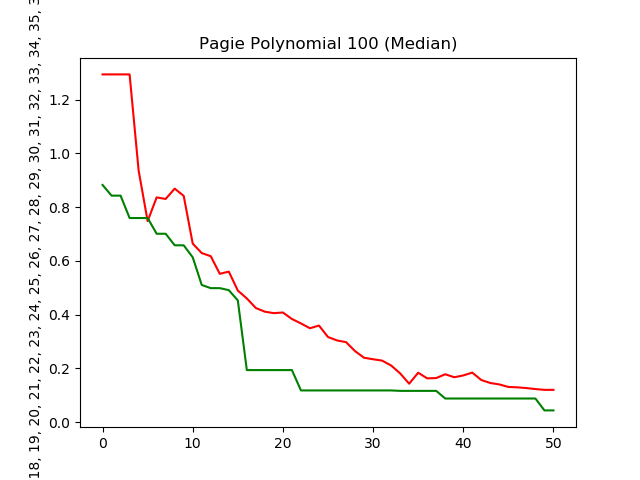 Pagie Polynomial 100 (Median)
18, 19, 20, 21, 22, 23, 24, 25, 26, 27, 28, 29, 30, 31, 32, 33, 34, 35,
1.2
1.0
0.8
0.6
0.4
0.2
0.0
0 10 20 30 40 50